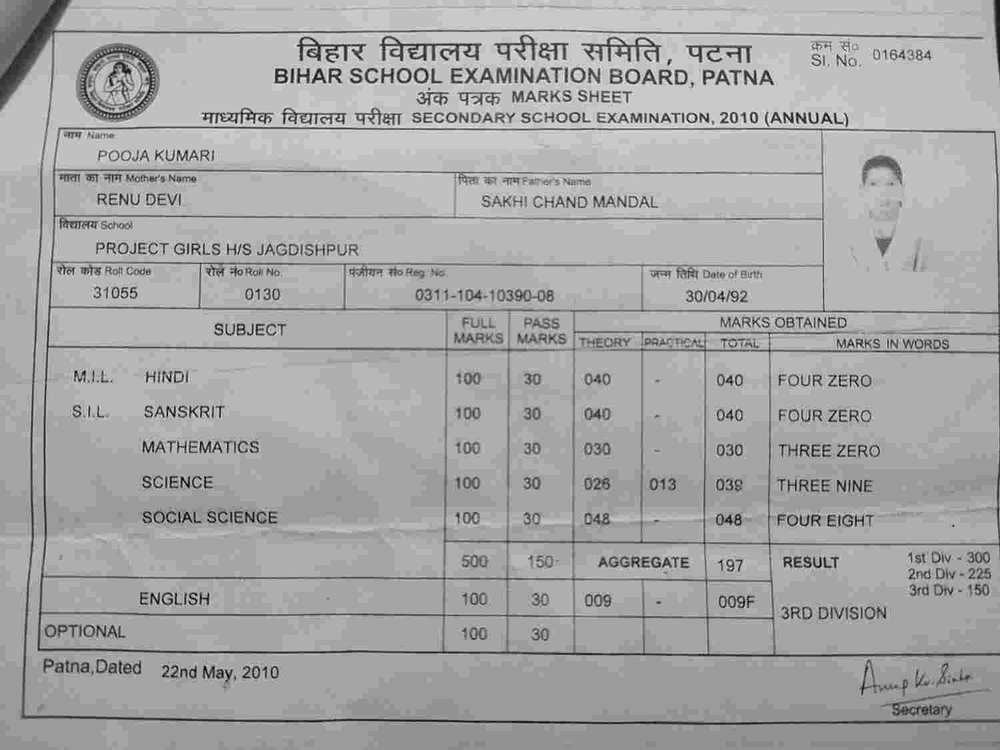 बिहार विद्यालय परीक्षा समिति, पटना
क्रम सं० 
BIHAR SCHOOL EXAMINATION BOARD, PATNA
Sl. No. 0164384
अंक पत्रक MARKS SHEET
माध्यमिक विद्यालय परीक्षा SECONDARY SCHOOL EXAMINATION, 2010 (ANNUAL)
नाम Name
POOJA KUMARI
माता का नाम Mother's Name पिता का नाम Father's Name
RENU DEVI SAKHI CHAND MANDAL
विद्यालय School
PROJECT GIRLS H/S JAGDISHPUR
रोल कोड Roll Code रोल नं० Roll No. पंजीयन सं० Reg. No. जन्म तिथि Date of Birth
31055 0130 0311-104-10390-08 30/04/92
SUBJECT FULL MARKS PASS MARKS MARKS OBTAINED
THEORY PRACTICAL TOTAL MARKS IN WORDS
M.I.L. HINDI 100 30 040 - 040 FOUR ZERO
S.I.L. SANSKRIT 100 30 040 - 040 FOUR ZERO
MATHEMATICS 100 30 030 - 030 THREE ZERO
SCIENCE 100 30 026 013 039 THREE NINE
SOCIAL SCIENCE 100 30 048 - 048 FOUR EIGHT
500 150 AGGREGATE 197 RESULT 1st Div - 300
2nd Div - 225
3rd Div - 150
ENGLISH 100 30 009 - 009F 3RD DIVISION
OPTIONAL 100 30
Patna,Dated 22nd May, 2010
Anup Kr. Sinha
Secretary